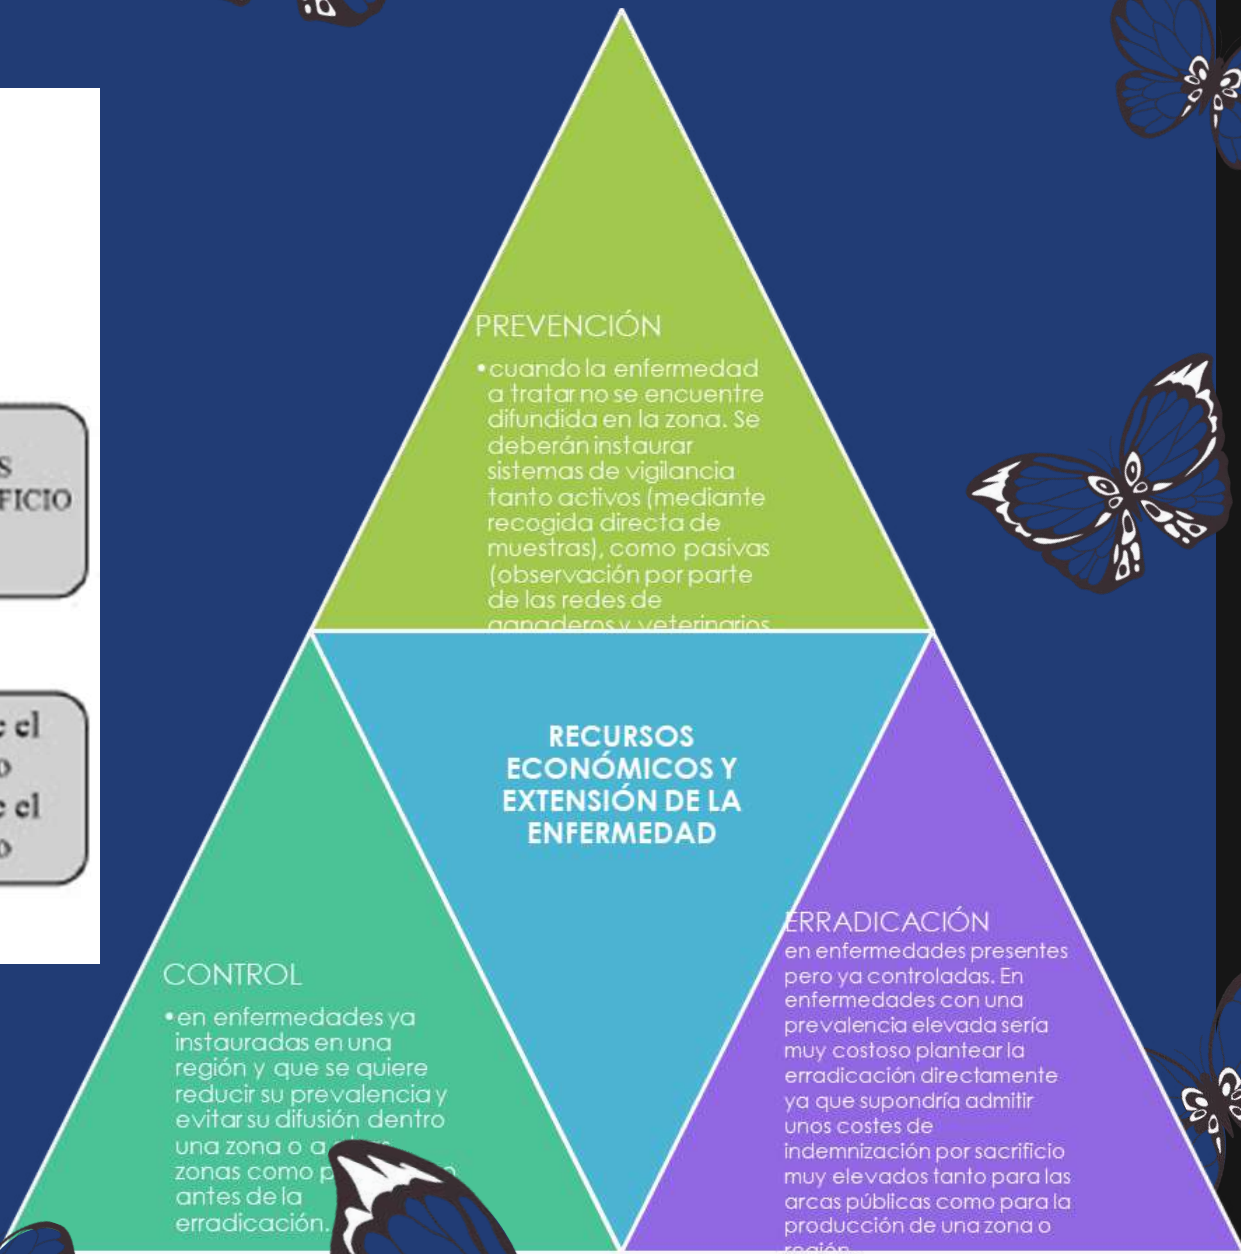 S
FICIO
e el
o
e el
o
PREVENCIÓN
•cuando la enfermedad
a tratar no se encuentre
difundida en la zona. Se
deberán instaurar
sistemas de vigilancia
tanto activos (mediante
recogida directa de
muestras), como pasivas
(observación por parte
de las redes de
ganaderos y veterinarios
RECURSOS
ECONÓMICOS Y
EXTENSIÓN DE LA
ENFERMEDAD
CONTROL
•en enfermedades ya
instauradas en una
región y que se quiere
reducir su prevalencia y
evitar su difusión dentro
una zona o a
zonas como
antes de la
erradicación.
ERRADICACIÓN
en enfermedades presentes
pero ya controladas. En
enfermedades con una
prevalencia elevada sería
muy costoso plantear la
erradicación directamente
ya que supondría admitir
unos costes de
indemnización por sacrificio
muy elevados tanto para las
arcas públicas como para la
producción de una zona o
región